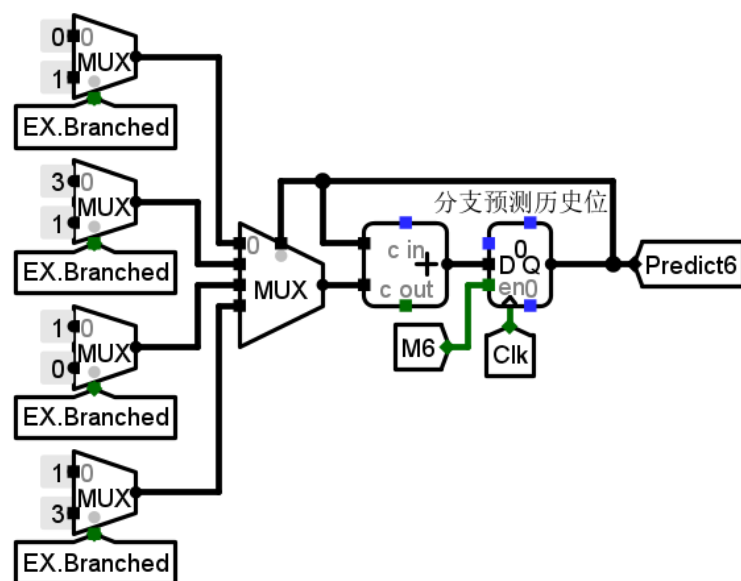 0 0
MUX
1
EX.Branched
3 0
MUX
1
EX.Branched
1 0
MUX
0
EX.Branched
1 0
MUX
3
EX.Branched
0
MUX
c in
+
c out
分支预测历史位
0
D Q
en 0
M6
Clk
Predict6